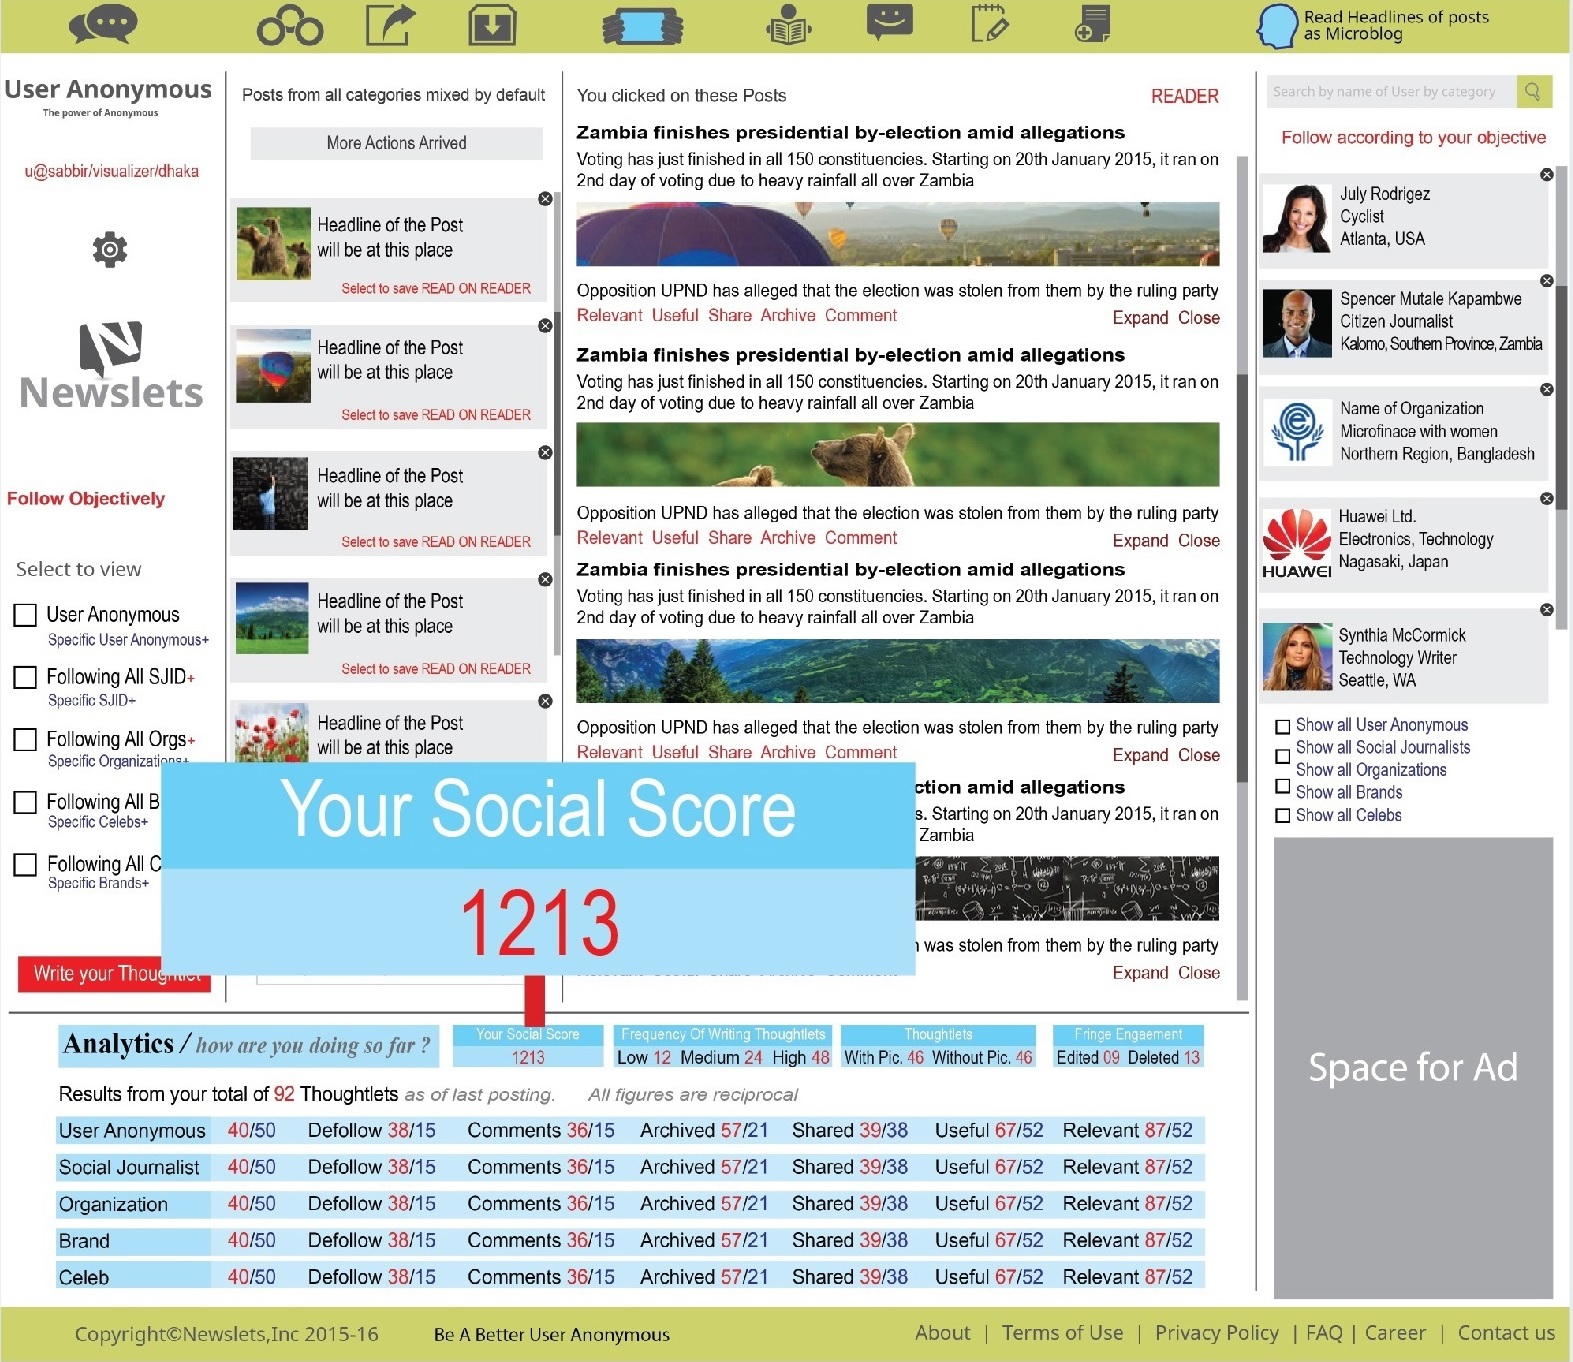 Read Headlines of posts
as Microblog
User Anonymous
The power of Anonymous
u@sabbir/visualizer/dhaka
Newslets
Follow Objectively
Select to view
User Anonymous
Specific User Anonymous+
Following All SJID+
Specific SJID+
Following All Orgs+
Specific Organizations+
Following All B
Specific Celebs+
Following All C
Specific Brands+
Write your Thoughtlet
Posts from all categories mixed by default
More Actions Arrived
Headline of the Post
will be at this place
Select to save READ ON READER
Headline of the Post
will be at this place
Select to save READ ON READER
Headline of the Post
will be at this place
Select to save READ ON READER
Headline of the Post
will be at this place
Select to save READ ON READER
Headline of the Post
will be at this place
You clicked on these Posts
READER
Zambia finishes presidential by-election amid allegations
Voting has just finished in all 150 constituencies. Starting on 20th January 2015, it ran on
2nd day of voting due to heavy rainfall all over Zambia
Opposition UPND has alleged that the election was stolen from them by the ruling party
Relevant Useful Share Archive Comment
Expand Close
Zambia finishes presidential by-election amid allegations
Voting has just finished in all 150 constituencies. Starting on 20th January 2015, it ran on
2nd day of voting due to heavy rainfall all over Zambia
Opposition UPND has alleged that the election was stolen from them by the ruling party
Relevant Useful Share Archive Comment
Expand Close
Zambia finishes presidential by-election amid allegations
Voting has just finished in all 150 constituencies. Starting on 20th January 2015, it ran on
2nd day of voting due to heavy rainfall all over Zambia
Opposition UPND has alleged that the election was stolen from them by the ruling party
Relevant Useful Share Archive Comment
Expand Close
ction amid allegations
s. Starting on 20th January 2015, it ran on
Zambia
was stolen from them by the ruling party
Expand Close
Your Social Score
1213
Search by name of User by category
Follow according to your objective
July Rodrigez
Cyclist
Atlanta, USA
Spencer Mutale Kapambwe
Citizen Journalist
Kalomo, Southern Province, Zambia
Name of Organization
Microfinace with women
Northern Region, Bangladesh
HUAWEI
Huawei Ltd.
Electronics, Technology
Nagasaki, Japan
Synthia McCormick
Technology Writer
Seattle, WA
Show all User Anonymous
Show all Social Journalists
Show all Organizations
Show all Brands
Show all Celebs
Space for Ad
Analytics / how are you doing so far ?
Your Social Score
1213
Frequency Of Writing Thoughtlets
Low 12 Medium 24 High 48
Thoughtlets
With Pic. 46 Without Pic. 46
Fringe Engaement
Edited 09 Deleted 13
Results from your total of 92 Thoughtlets as of last posting. All figures are reciprocal
User Anonymous 40/50 Defollow 38/15 Comments 36/15 Archived 57/21 Shared 39/38 Useful 67/52 Relevant 87/52
Social Journalist 40/50 Defollow 38/15 Comments 36/15 Archived 57/21 Shared 39/38 Useful 67/52 Relevant 87/52
Organization 40/50 Defollow 38/15 Comments 36/15 Archived 57/21 Shared 39/38 Useful 67/52 Relevant 87/52
Brand 40/50 Defollow 38/15 Comments 36/15 Archived 57/21 Shared 39/38 Useful 67/52 Relevant 87/52
Celeb 40/50 Defollow 38/15 Comments 36/15 Archived 57/21 Shared 39/38 Useful 67/52 Relevant 87/52
Copyright©Newslets,Inc 2015-16
Be A Better User Anonymous
About | Terms of Use | Privacy Policy | FAQ | Career | Contact us